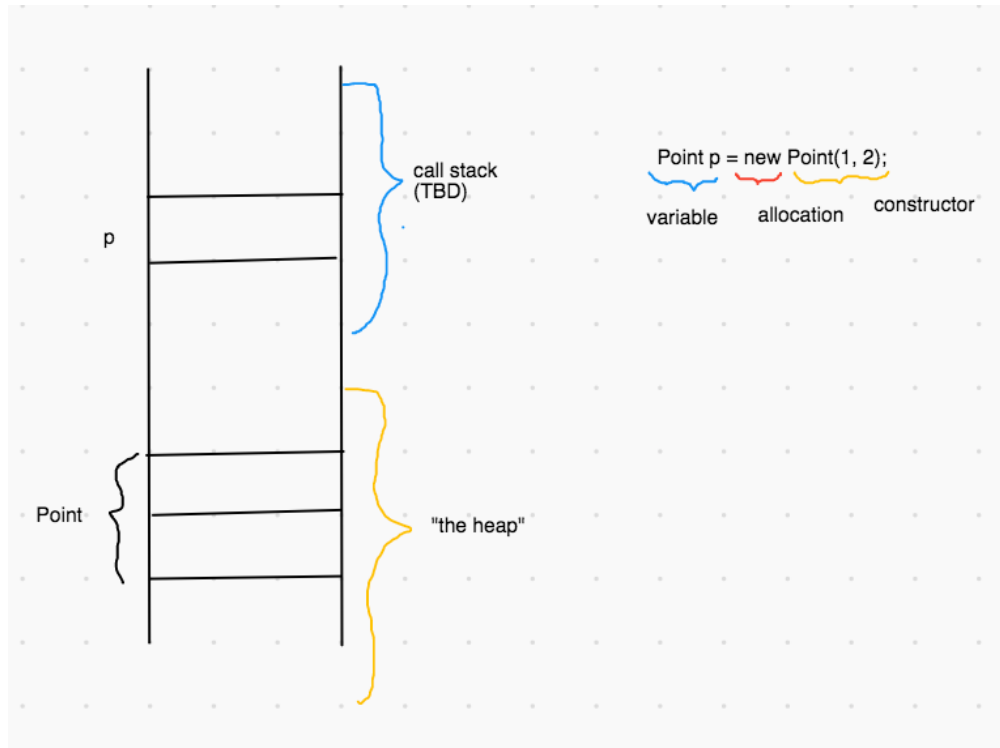 call stack
(TBD)
p
Point
"the heap"
Point p = new Point(1, 2);
variable
allocation
constructor